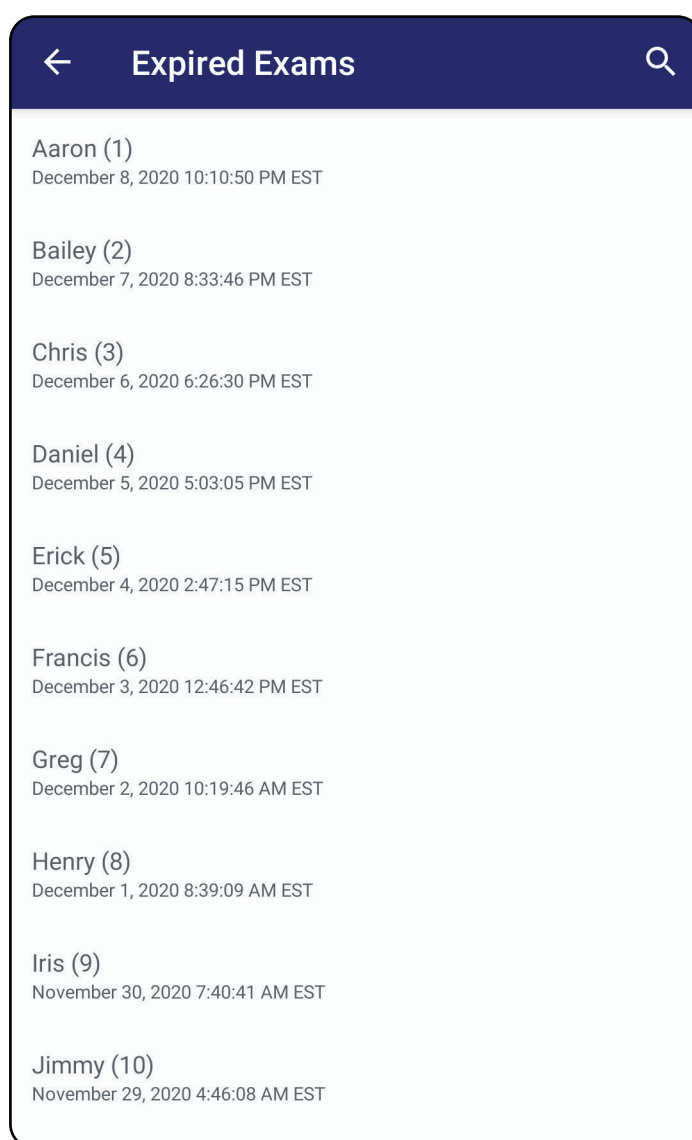 Expired Exams
Aaron (1)
December 8, 2020 10:10:50 PM EST
Bailey (2)
December 7, 2020 8:33:46 PM EST
Chris (3)
December 6, 2020 6:26:30 PM EST
Daniel (4)
December 5, 2020 5:03:05 PM EST
Erick (5)
December 4, 2020 2:47:15 PM EST
Francis (6)
December 3, 2020 12:46:42 PM EST
Greg (7)
December 2, 2020 10:19:46 AM EST
Henry (8)
December 1, 2020 8:39:09 AM EST
Iris (9)
November 30, 2020 7:40:41 AM EST
Jimmy (10)
November 29, 2020 4:46:08 AM EST